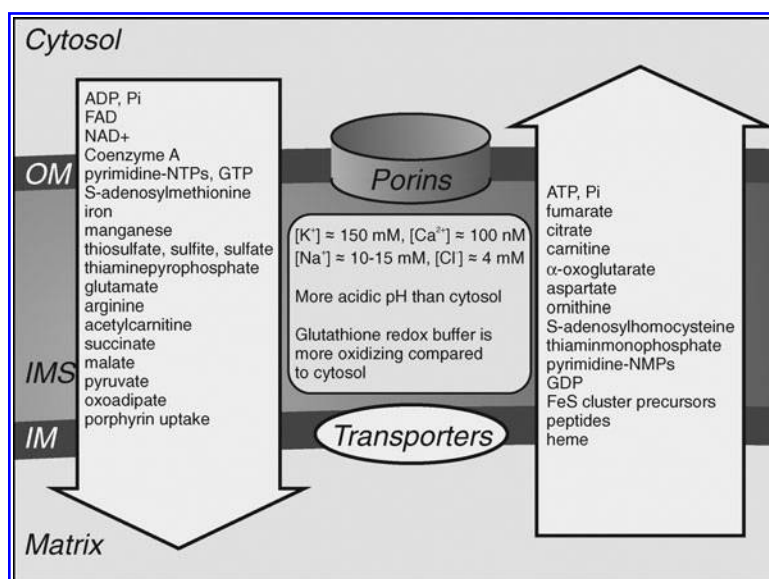 Cytosol
ADP, Pi
FAD
NAD+
Coenzyme A
pyrimidine-NTPs, GTP
S-adenosylmethionine
iron
manganese
thiosulfate, sulfite, sulfate
thiaminepyrophosphate
glutamate
arginine
acetylcarnitine
succinate
malate
pyruvate
oxoadipate
porphyrin uptake
OM
IMS
IM
Matrix
Porins
[K⁺] ≈ 150 mM, [Ca²⁺] ≈ 100 nM
[Na⁺] ≈ 10-15 mM, [Cl⁻] ≈ 4 mM
More acidic pH than cytosol
Glutathione redox buffer is
more oxidizing compared
to cytosol
Transporters
ATP, Pi
fumarate
citrate
carnitine
α-oxoglutarate
aspartate
ornithine
S-adenosylhomocysteine
thiaminmonophosphate
pyrimidine-NMPs
GDP
FeS cluster precursors
peptides
heme